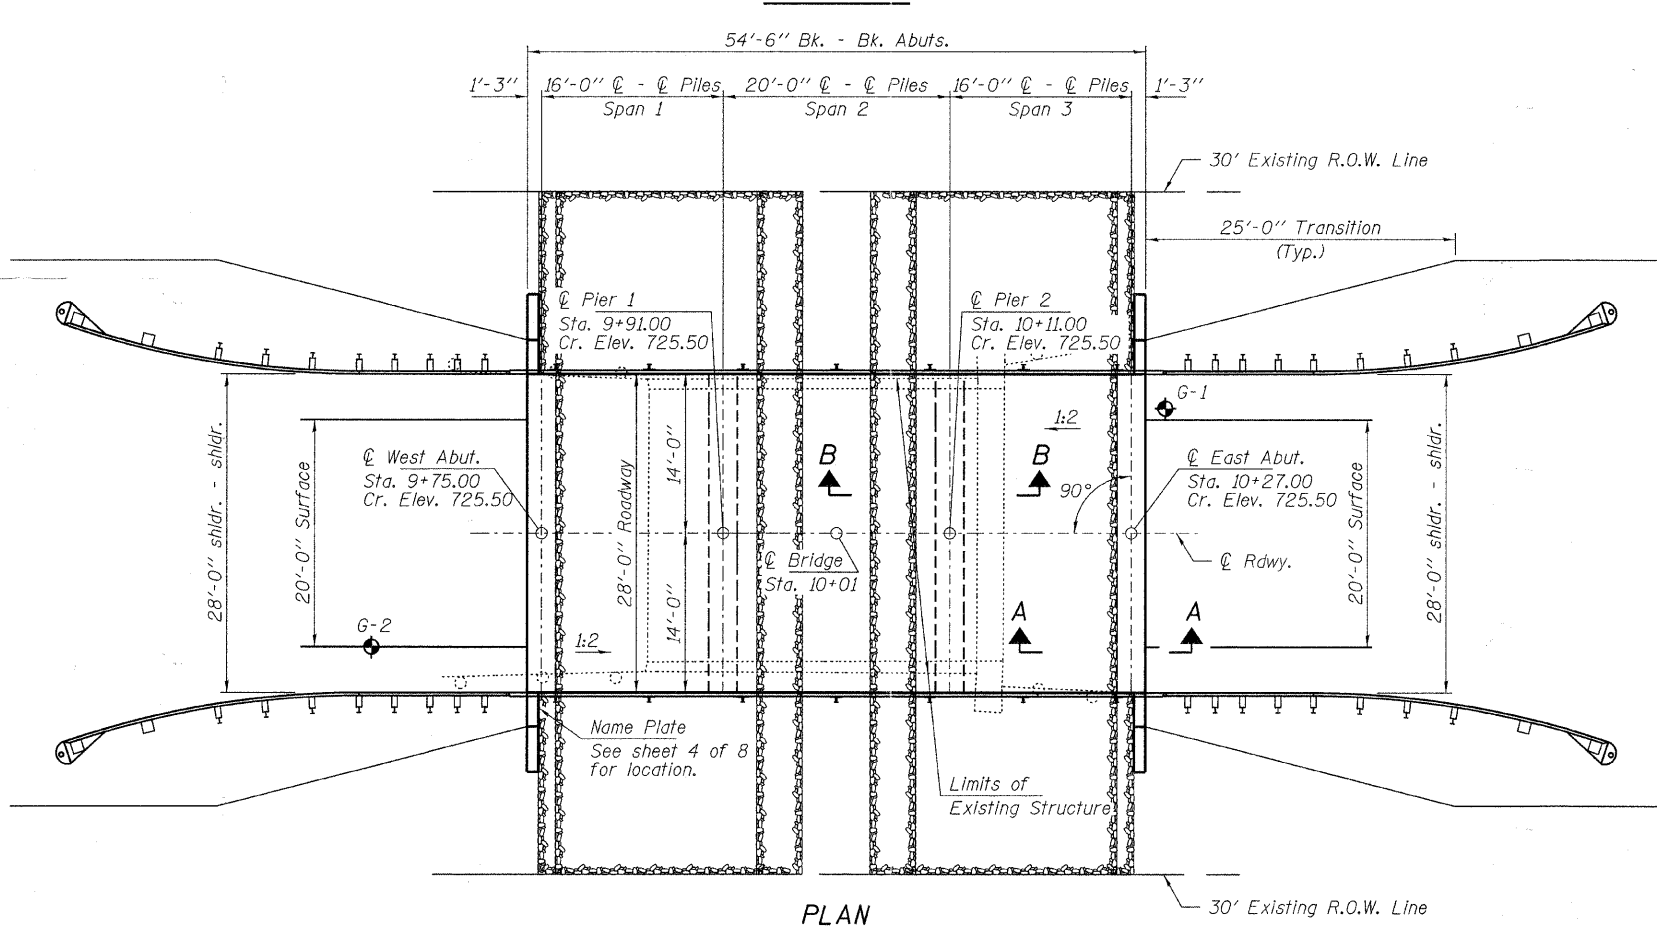 54'-6" Bk. - Bk. Abuts.
1'-3"
16'-0" ℄ - ℄ Piles
Span 1
20'-0" ℄ - ℄ Piles
Span 2
16'-0" ℄ - ℄ Piles
Span 3
1'-3"
30' Existing R.O.W. Line
25'-0" Transition
(Typ.)
℄ Pier 1
Sta. 9+91.00
Cr. Elev. 725.50
℄ Pier 2
Sta. 10+11.00
Cr. Elev. 725.50
G-1
1:2
B
B
90°
℄ West Abut.
Sta. 9+75.00
Cr. Elev. 725.50
℄ East Abut.
Sta. 10+27.00
Cr. Elev. 725.50
28'-0" shldr. - shldr.
20'-0" Surface
28'-0" Roadway
14'-0"
14'-0"
20'-0" Surface
28'-0" shldr. - shldr.
℄ Bridge
Sta. 10+01
℄ Rdwy.
G-2
1:2
A
A
Name Plate
See sheet 4 of 8
for location.
Limits of
Existing Structure
30' Existing R.O.W. Line
PLAN